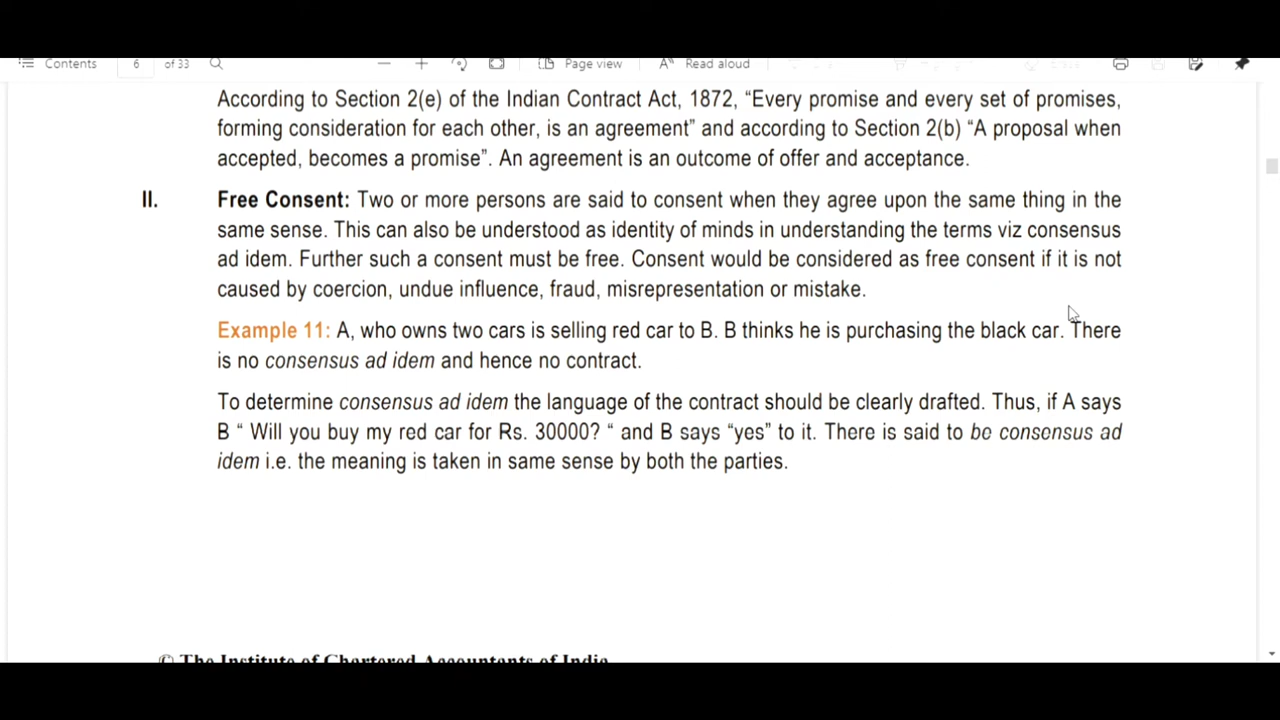 Contents 6 of 33 Page view Read aloud
According to Section 2(e) of the Indian Contract Act, 1872, “Every promise and every set of promises,
forming consideration for each other, is an agreement” and according to Section 2(b) “A proposal when
accepted, becomes a promise”. An agreement is an outcome of offer and acceptance.
II. Free Consent: Two or more persons are said to consent when they agree upon the same thing in the
same sense. This can also be understood as identity of minds in understanding the terms viz consensus
ad idem. Further such a consent must be free. Consent would be considered as free consent if it is not
caused by coercion, undue influence, fraud, misrepresentation or mistake.
Example 11: A, who owns two cars is selling red car to B. B thinks he is purchasing the black car. There
is no consensus ad idem and hence no contract.
To determine consensus ad idem the language of the contract should be clearly drafted. Thus, if A says
B “ Will you buy my red car for Rs. 30000? “ and B says “yes” to it. There is said to be consensus ad
idem i.e. the meaning is taken in same sense by both the parties.
© The Institute of Chartered Accountants of India